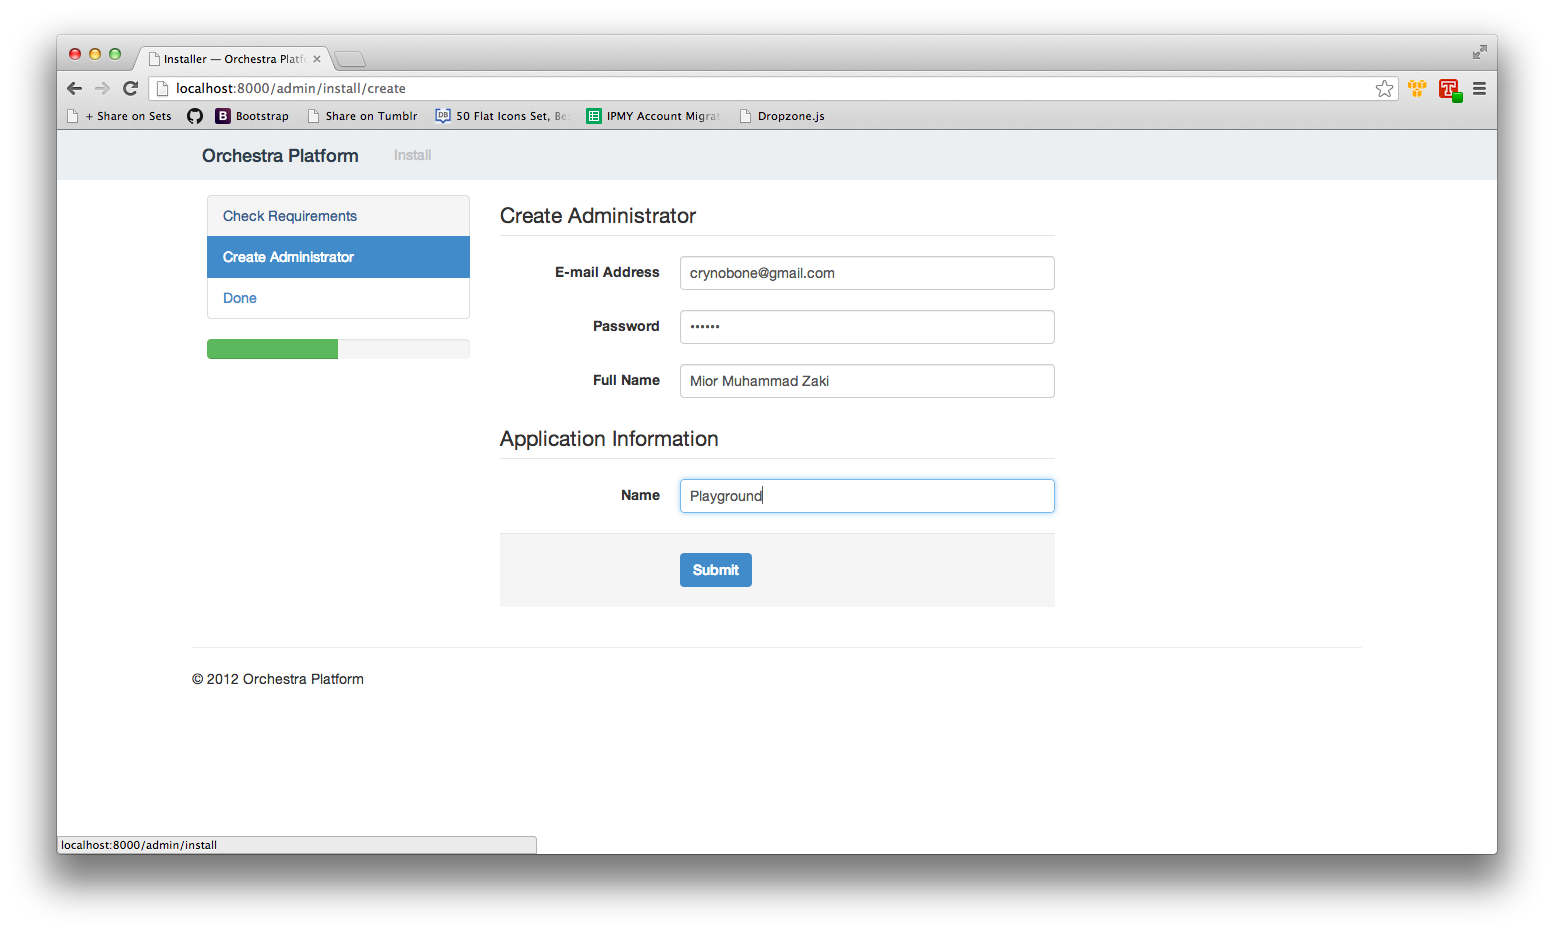 Installer — Orchestra Platf
localhost:8000/admin/install/create
+ Share on Sets
B Bootstrap
Share on Tumblr
DB 50 Flat Icons Set, Be
IPMY Account Migrat
Dropzone.js
Orchestra Platform
Install
Check Requirements
Create Administrator
Done
Create Administrator
E-mail Address
crynobone@gmail.com
Password
••••••
Full Name
Mior Muhammad Zaki
Application Information
Name
Playground
Submit
© 2012 Orchestra Platform
localhost:8000/admin/install